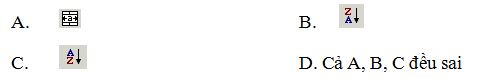 A. a B. Z A
C. A Z D. Cả A, B, C đều sai